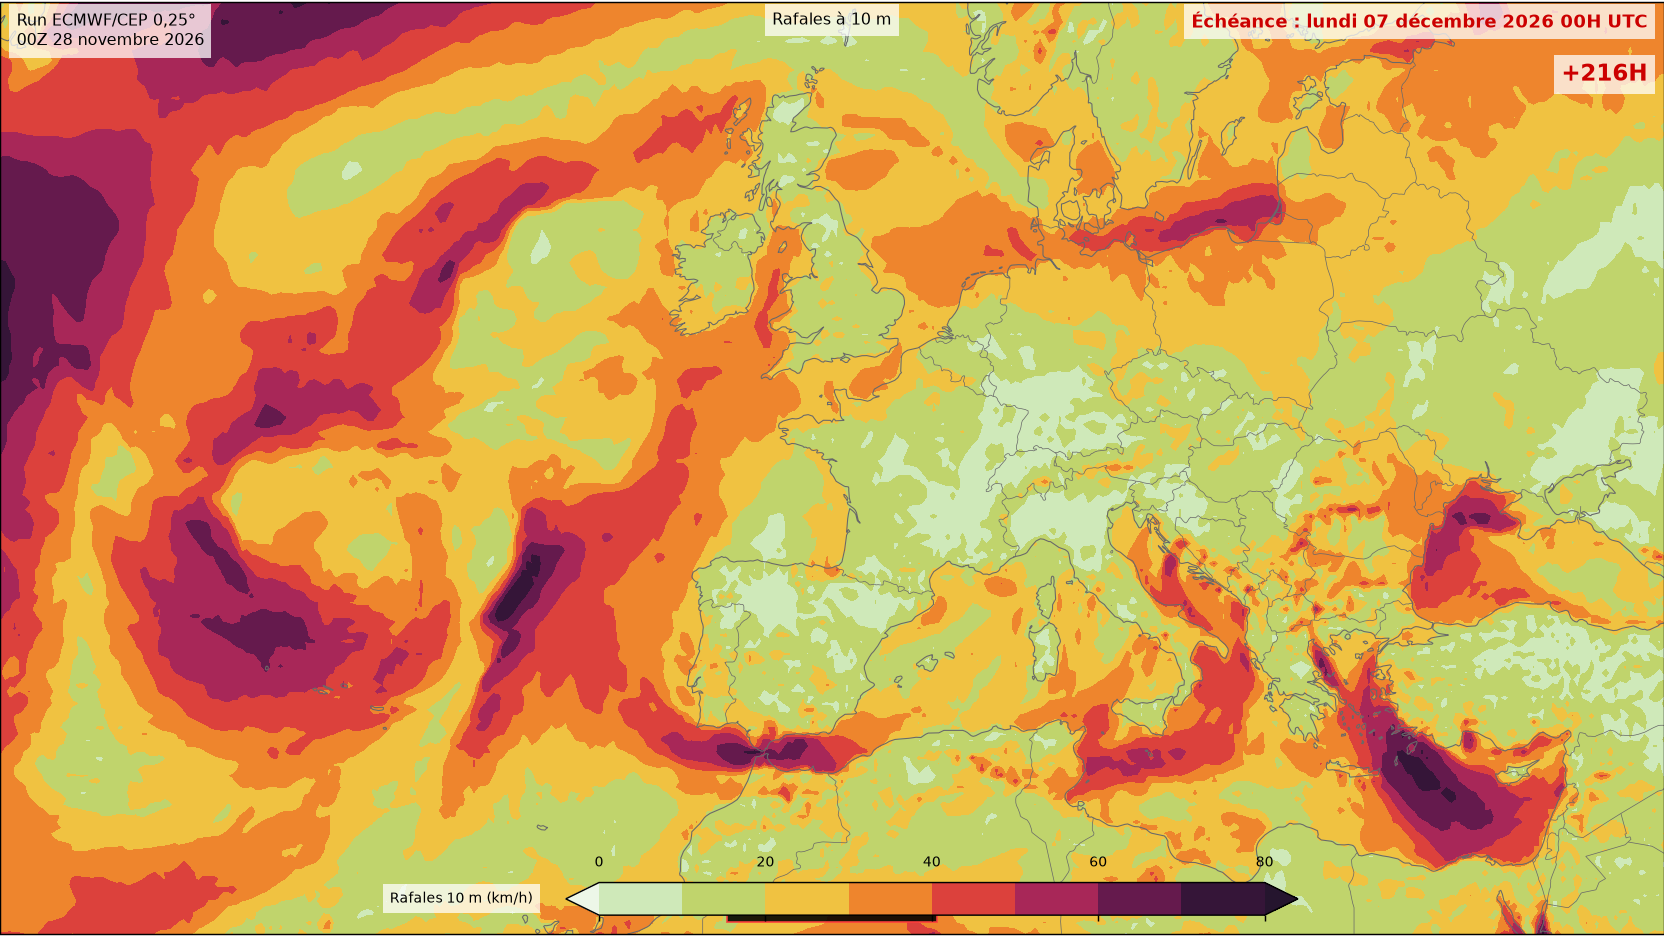 Run ECMWF/CEP 0,25°
00Z 28 novembre 2026
Rafales à 10 m
Échéance : lundi 07 décembre 2026 00H UTC
+216H
0 20 40 60 80
Rafales 10 m (km/h)